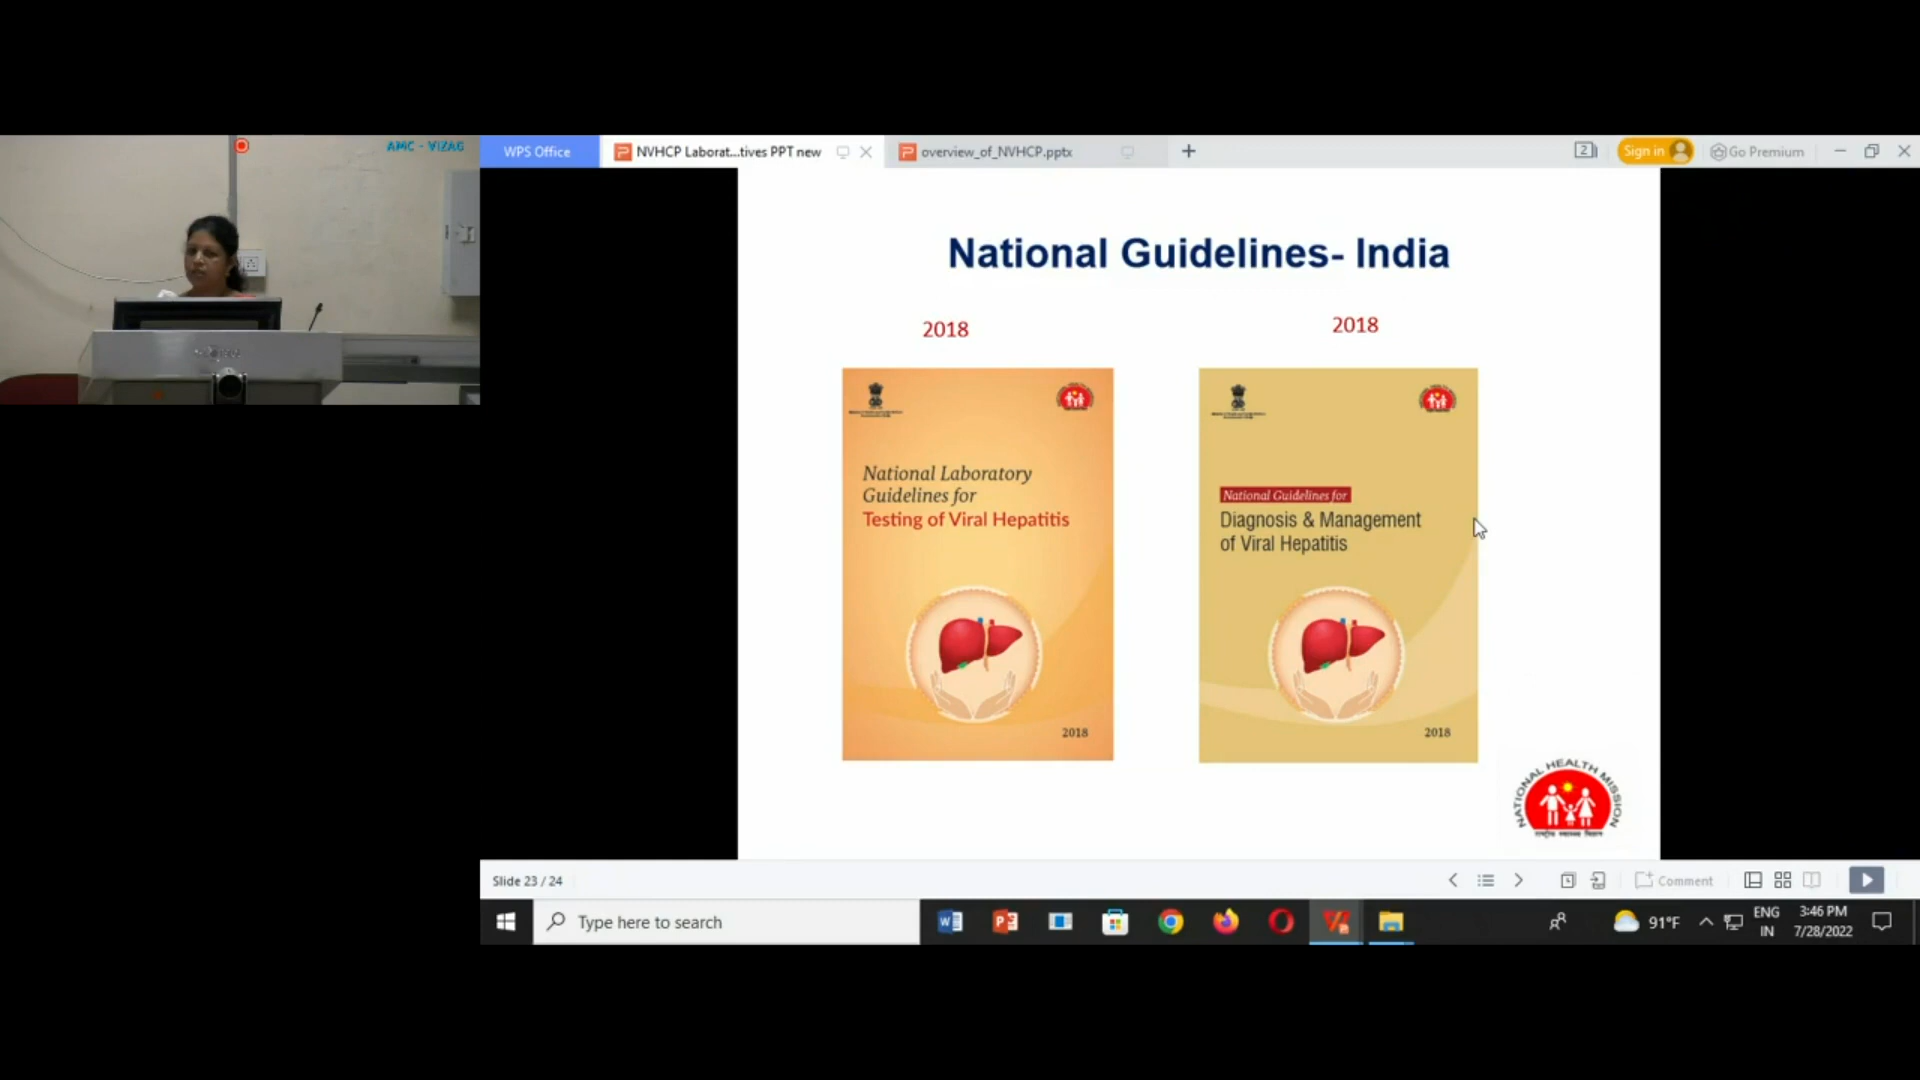 AMC - VIZAG
WPS Office
NVHCP Laborat...tives PPT new
overview_of_NVHCP.pptx
2
Sign in
Go Premium
National Guidelines- India
2018
2018
National Laboratory
Guidelines for
Testing of Viral Hepatitis
2018
National Guidelines for
Diagnosis & Management
of Viral Hepatitis
2018
NATIONAL HEALTH MISSION
राष्ट्रीय स्वास्थ्य मिशन
Slide 23 / 24
Comment
Type here to search
91°F
ENG
IN
3:46 PM
7/28/2022